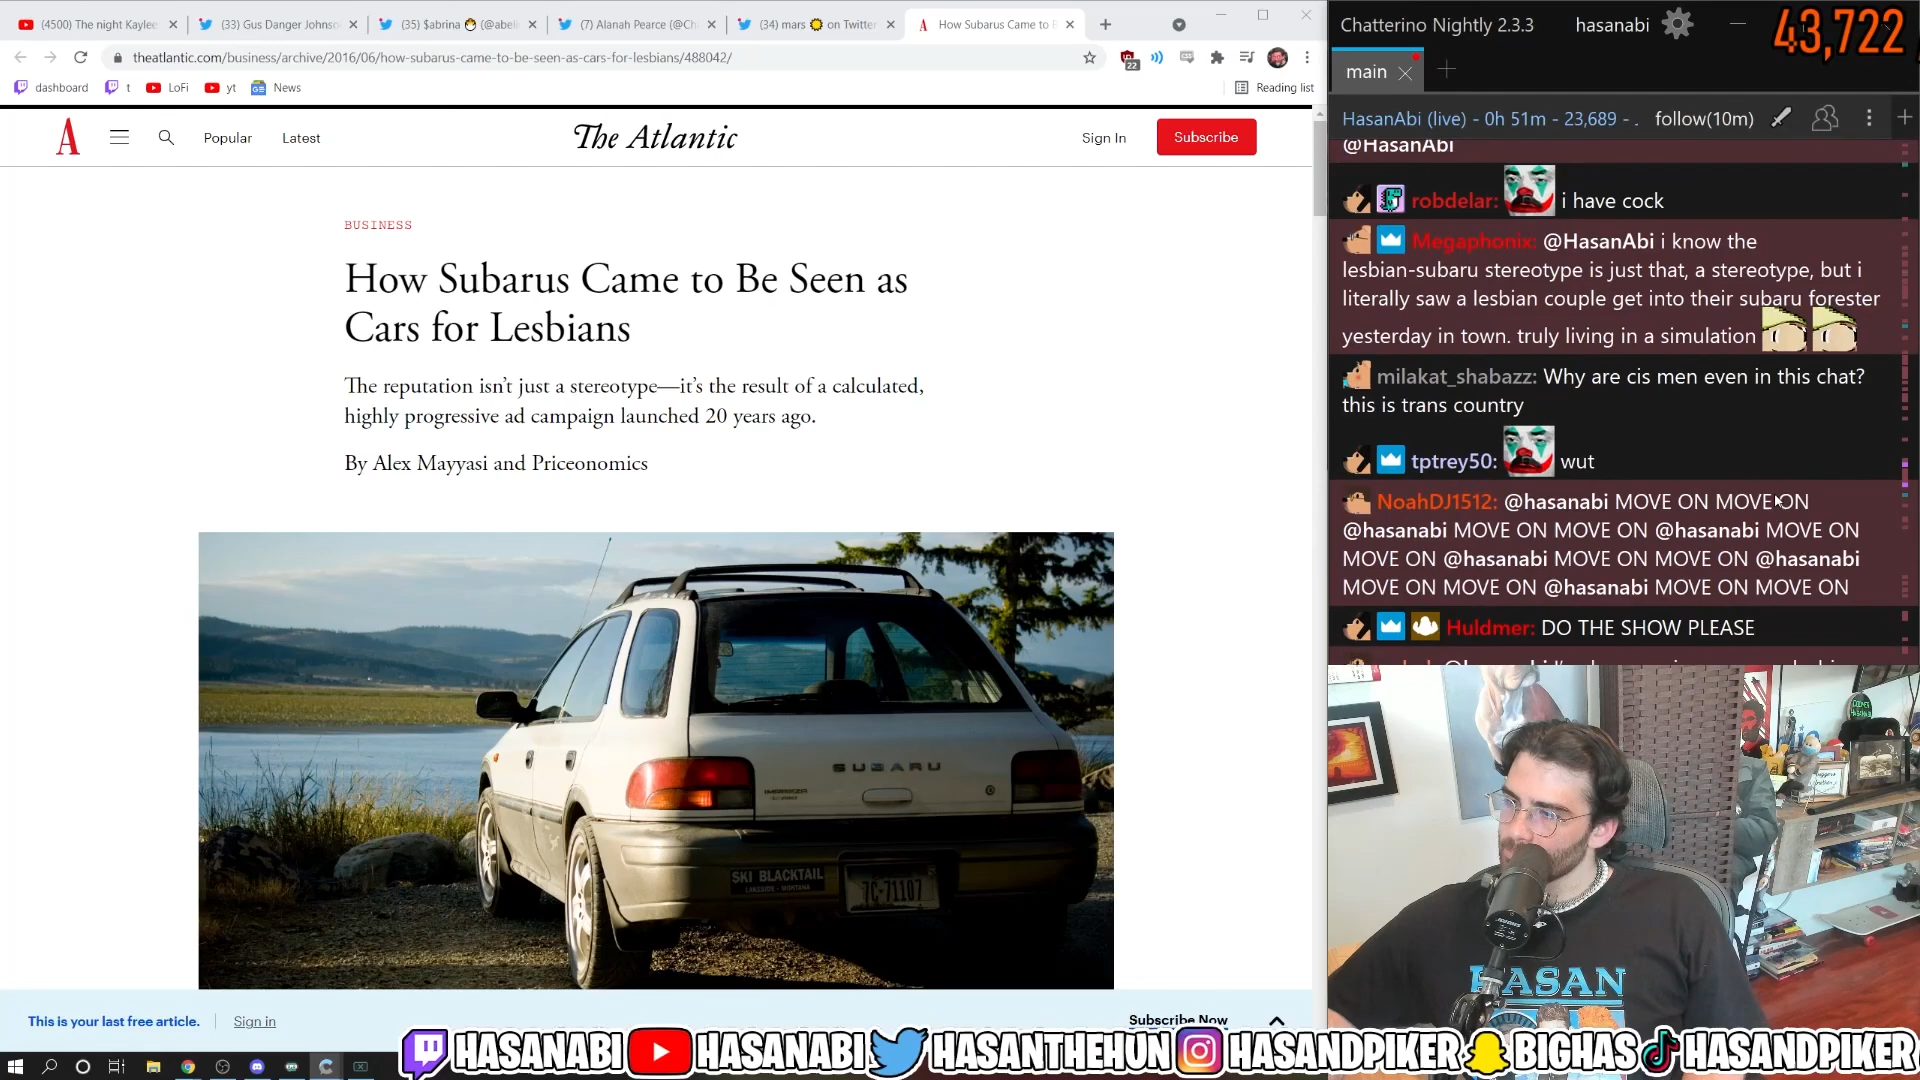 (4500) The night Kaylee
(33) Gus Danger Johnso
(35) $abrina (@abeli
(7) Alanah Pearce (@Ch
(34) mars on Twitter
How Subarus Came to B
theatlantic.com/business/archive/2016/06/how-subarus-came-to-be-seen-as-cars-for-lesbians/488042/
22
dashboard
t
LoFi
yt
News
Reading list
Popular
Latest
The Atlantic
Sign In
Subscribe
BUSINESS
How Subarus Came to Be Seen as
Cars for Lesbians
The reputation isn't just a stereotype—it's the result of a calculated,
highly progressive ad campaign launched 20 years ago.
By Alex Mayyasi and Priceonomics
SUBARU
IMPREZA
SKI BLACKTAIL
LAKESIDE - MONTANA
7C-71107
This is your last free article.
Sign in
Subscribe Now
Chatterino Nightly 2.3.3
hasanabi
43,722
main
HasanAbi (live) - 0h 51m - 23,689 - .
follow(10m)
@HasanAbi
robdelar: i have cock
Megaphonix: @HasanAbi i know the
lesbian-subaru stereotype is just that, a stereotype, but i
literally saw a lesbian couple get into their subaru forester
yesterday in town. truly living in a simulation
milakat_shabazz: Why are cis men even in this chat?
this is trans country
tptrey50: wut
NoahDJ1512: @hasanabi MOVE ON MOVE ON
@hasanabi MOVE ON MOVE ON @hasanabi MOVE ON
MOVE ON @hasanabi MOVE ON MOVE ON @hasanabi
MOVE ON MOVE ON @hasanabi MOVE ON MOVE ON
Huldmer: DO THE SHOW PLEASE
HASAN
HASANABI
HASANABI
HASANTHEHUN
HASANDPIKER
BIGHAS
HASANDPIKER